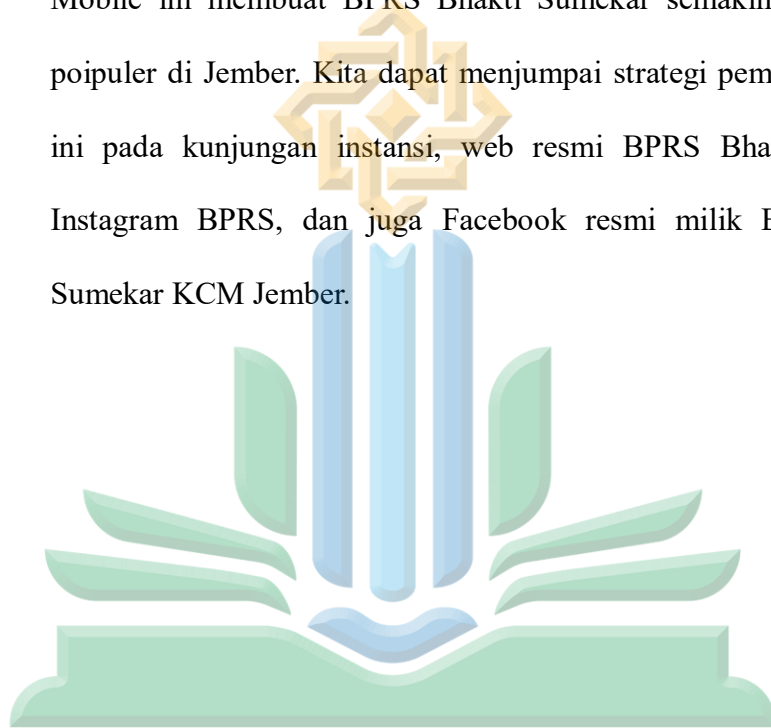 Mobile ini membuat BPRS Bhakti Sumekar semakin
poipuler di Jember. Kita dapat menjumpai strategi pem
ini pada kunjungan instansi, web resmi BPRS Bha
Instagram BPRS, dan juga Facebook resmi milik
Sumekar KCM Jember.